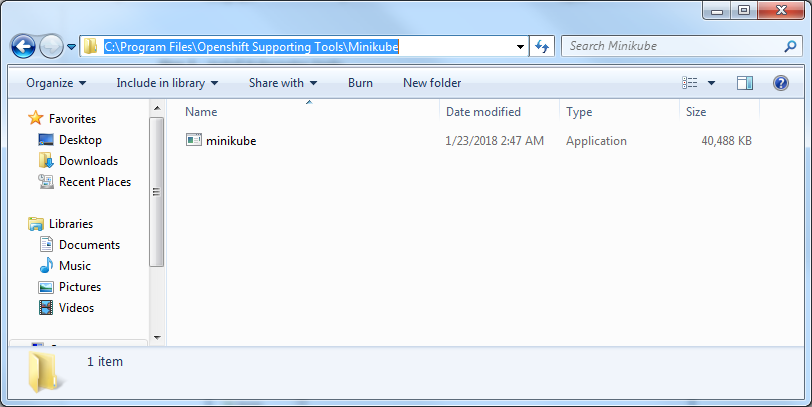 C:\Program Files\Openshift Supporting Tools\Minikube
Search Minikube
Organize Include in library Share with Burn New folder
Name Date modified Type Size
Favorites
Desktop
Downloads
Recent Places
Libraries
Documents
Music
Pictures
Videos
minikube 1/23/2018 2:47 AM Application 40,488 KB
1 item